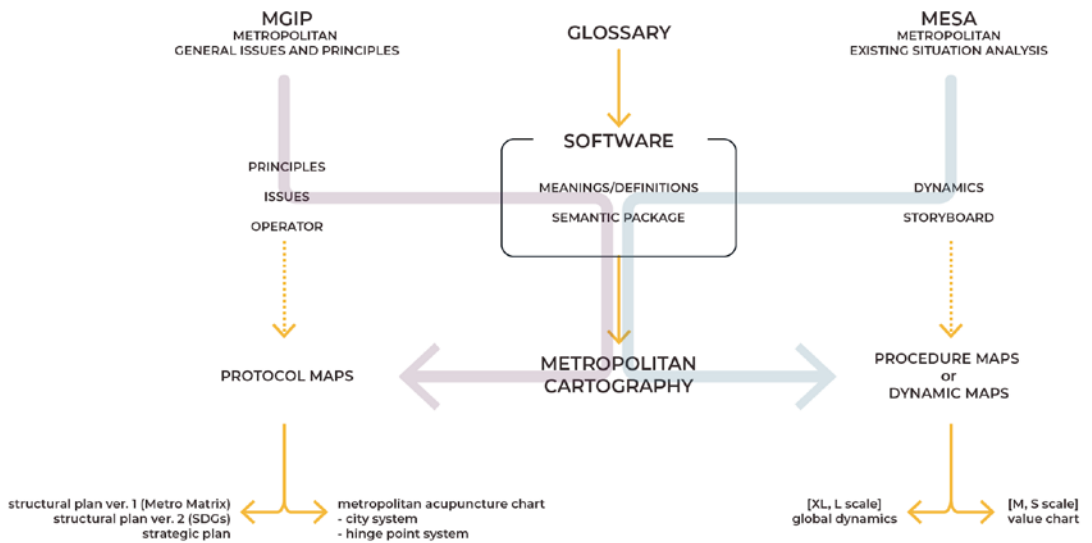 MGIP
METROPOLITAN
GENERAL ISSUES AND PRINCIPLES
GLOSSARY
MESA
METROPOLITAN
EXISTING SITUATION ANALYSIS
SOFTWARE
PRINCIPLES
ISSUES
OPERATOR
MEANINGS/DEFINITIONS
SEMANTIC PACKAGE
DYNAMICS
STORYBOARD
PROTOCOL MAPS
METROPOLITAN
CARTOGRAPHY
PROCEDURE MAPS
or
DYNAMIC MAPS
structural plan ver. 1 (Metro Matrix)
structural plan ver. 2 (SDGs)
strategic plan
metropolitan acupuncture chart
- city system
- hinge point system
[XL, L scale]
global dynamics
[M, S scale]
value chart